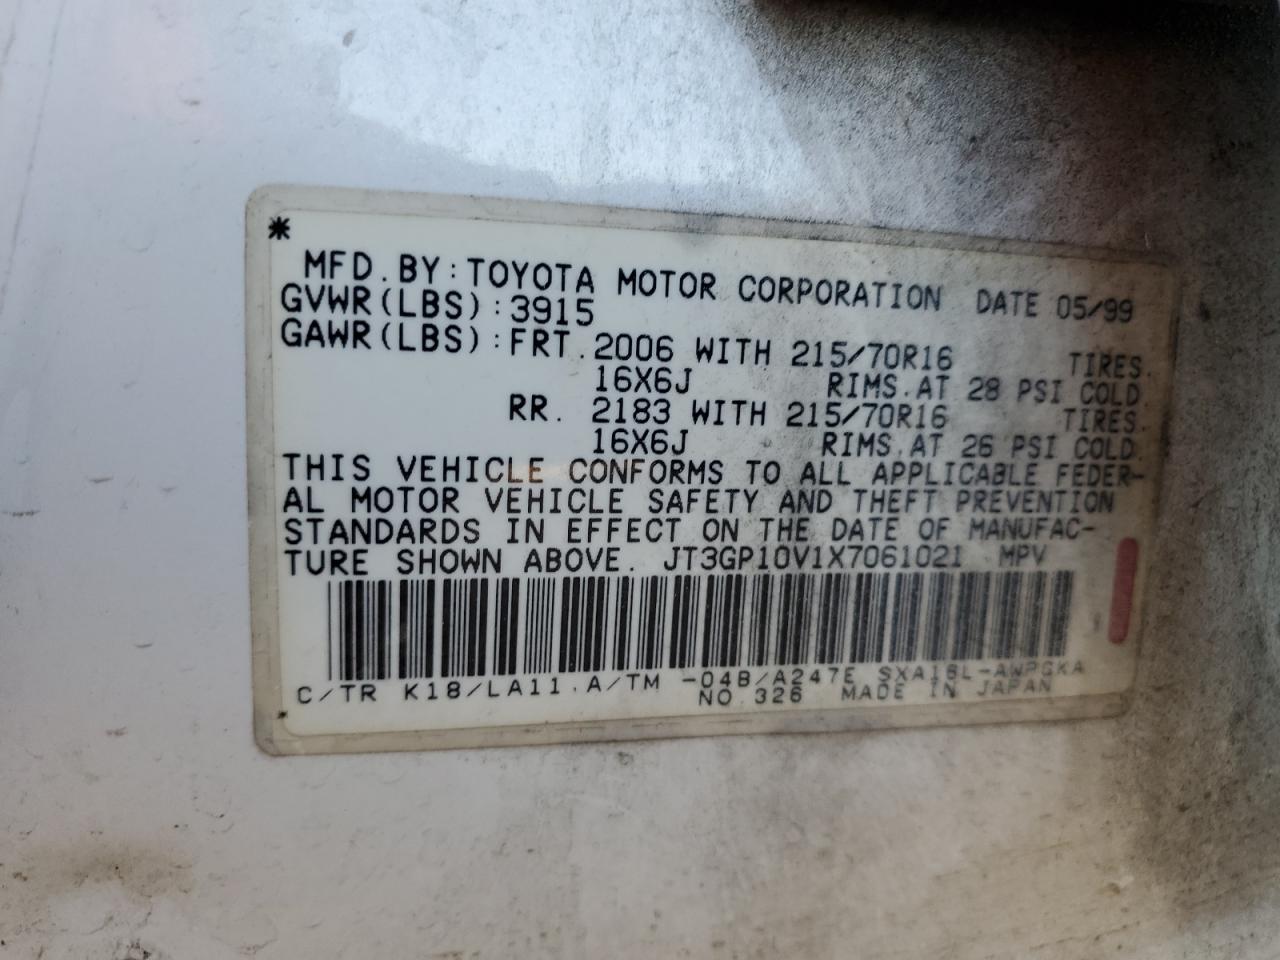 *
MFD.BY:TOYOTA MOTOR CORPORATION DATE 05/99
GVWR(LBS):3915
GAWR(LBS):FRT.2006 WITH 215/70R16 TIRES.
16X6J RIMS.AT 28 PSI COLD.
RR. 2183 WITH 215/70R16 TIRES.
16X6J RIMS.AT 26 PSI COLD.
THIS VEHICLE CONFORMS TO ALL APPLICABLE FEDER-
AL MOTOR VEHICLE SAFETY AND THEFT PREVENTION
STANDARDS IN EFFECT ON THE DATE OF MANUFAC-
TURE SHOWN ABOVE. JT3GP10V1X7061021 MPV
C/TR K18/LA11.A/TM -04B/A247E SXA16L-AWPGKA
NO.326 MADE IN JAPAN